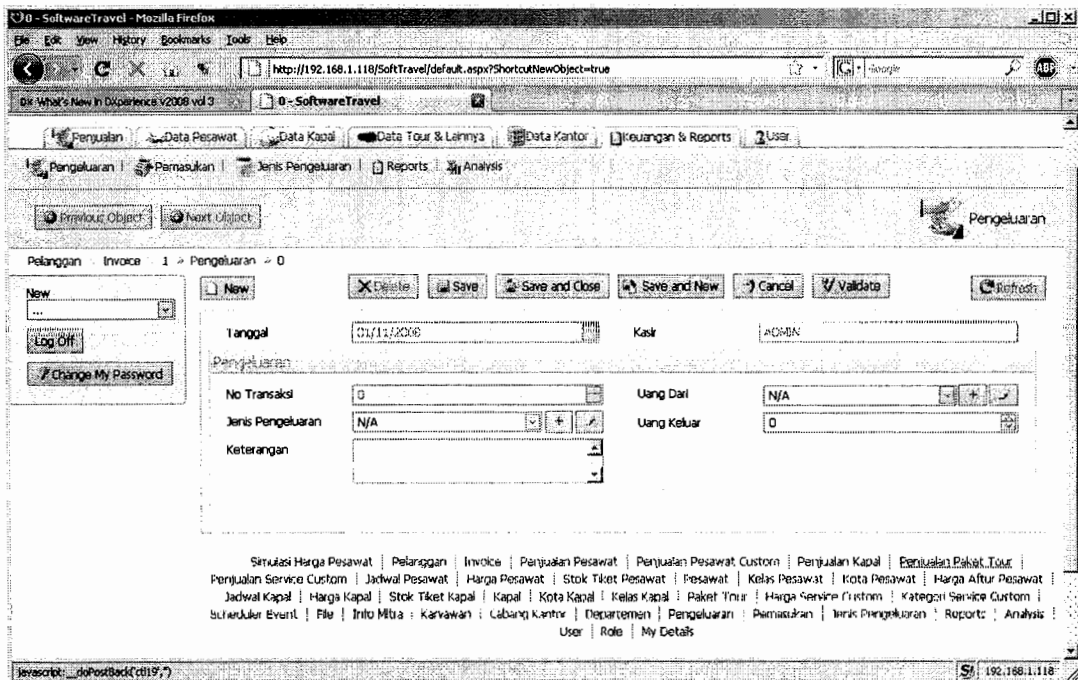 0 - SoftwareTravel - Mozilla Firefox
File Edit View History Bookmarks Tools Help
http://192.168.1.118/SoftTravel/default.aspx?ShortcutNewObject=true
Google
ABP
DX What's New in DXperience v2008 vol 3
0 - SoftwareTravel
Penjualan Data Pesawat Data Kapal Data Tour & Lainnya Data Kantor Keuangan & Reports User
Pengeluaran | Pemasukan | Jenis Pengeluaran | Reports | Analysis
Previous Object Next Object
Pengeluaran
Pelanggan > Invoice > 1 > Pengeluaran > 0
New
...
Log Off
Change My Password
New Delete Save Save and Close Save and New Cancel Validate Refresh
Tanggal 01/11/2008 Kasir ADMIN
Pengeluaran
No Transaksi 0 Uang Dari N/A
Jenis Pengeluaran N/A Uang Keluar 0
Keterangan
Simulasi Harga Pesawat | Pelanggan | Invoice | Penjualan Pesawat | Penjualan Pesawat Custom | Penjualan Kapal | Penjualan Paket Tour |
Penjualan Service Custom | Jadwal Pesawat | Harga Pesawat | Stok Tiket Pesawat | Pesawat | Kelas Pesawat | Kota Pesawat | Harga Aftur Pesawat |
Jadwal Kapal | Harga Kapal | Stok Tiket Kapal | Kapal | Kota Kapal | Kelas Kapal | Paket Tour | Harga Service Custom | Kategori Service Custom |
Scheduler Event | File | Info Mitra | Karyawan | Cabang Kantor | Departemen | Pengeluaran | Pemasukan | Jenis Pengeluaran | Reports | Analysis |
User | Role | My Details
javascript:__doPostBack('ctl19','')
192.168.1.118